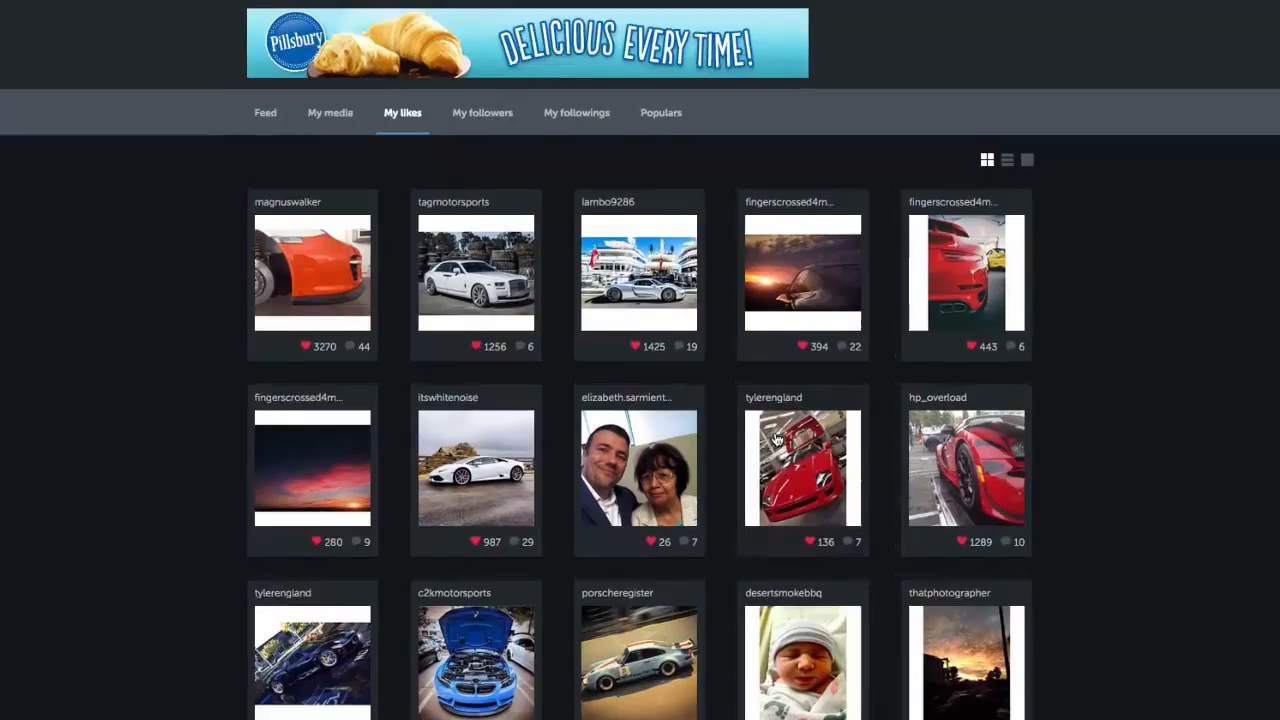 Pillsbury
DELICIOUS EVERY TIME!
Feed My media My likes My followers My followings Populars
magnuswalker tagmotorsports lambo9286 fingerscrossed4m... fingerscrossed4m...
3270 44 1256 6 1425 19 394 22 443 6
fingerscrossed4m... itswhitenoise elizabeth.sarmient... tylerengland hp_overload
280 9 987 29 26 7 136 7 1289 10
tylerengland c2kmotorsports porscheregister desertsmokebbq thatphotographer